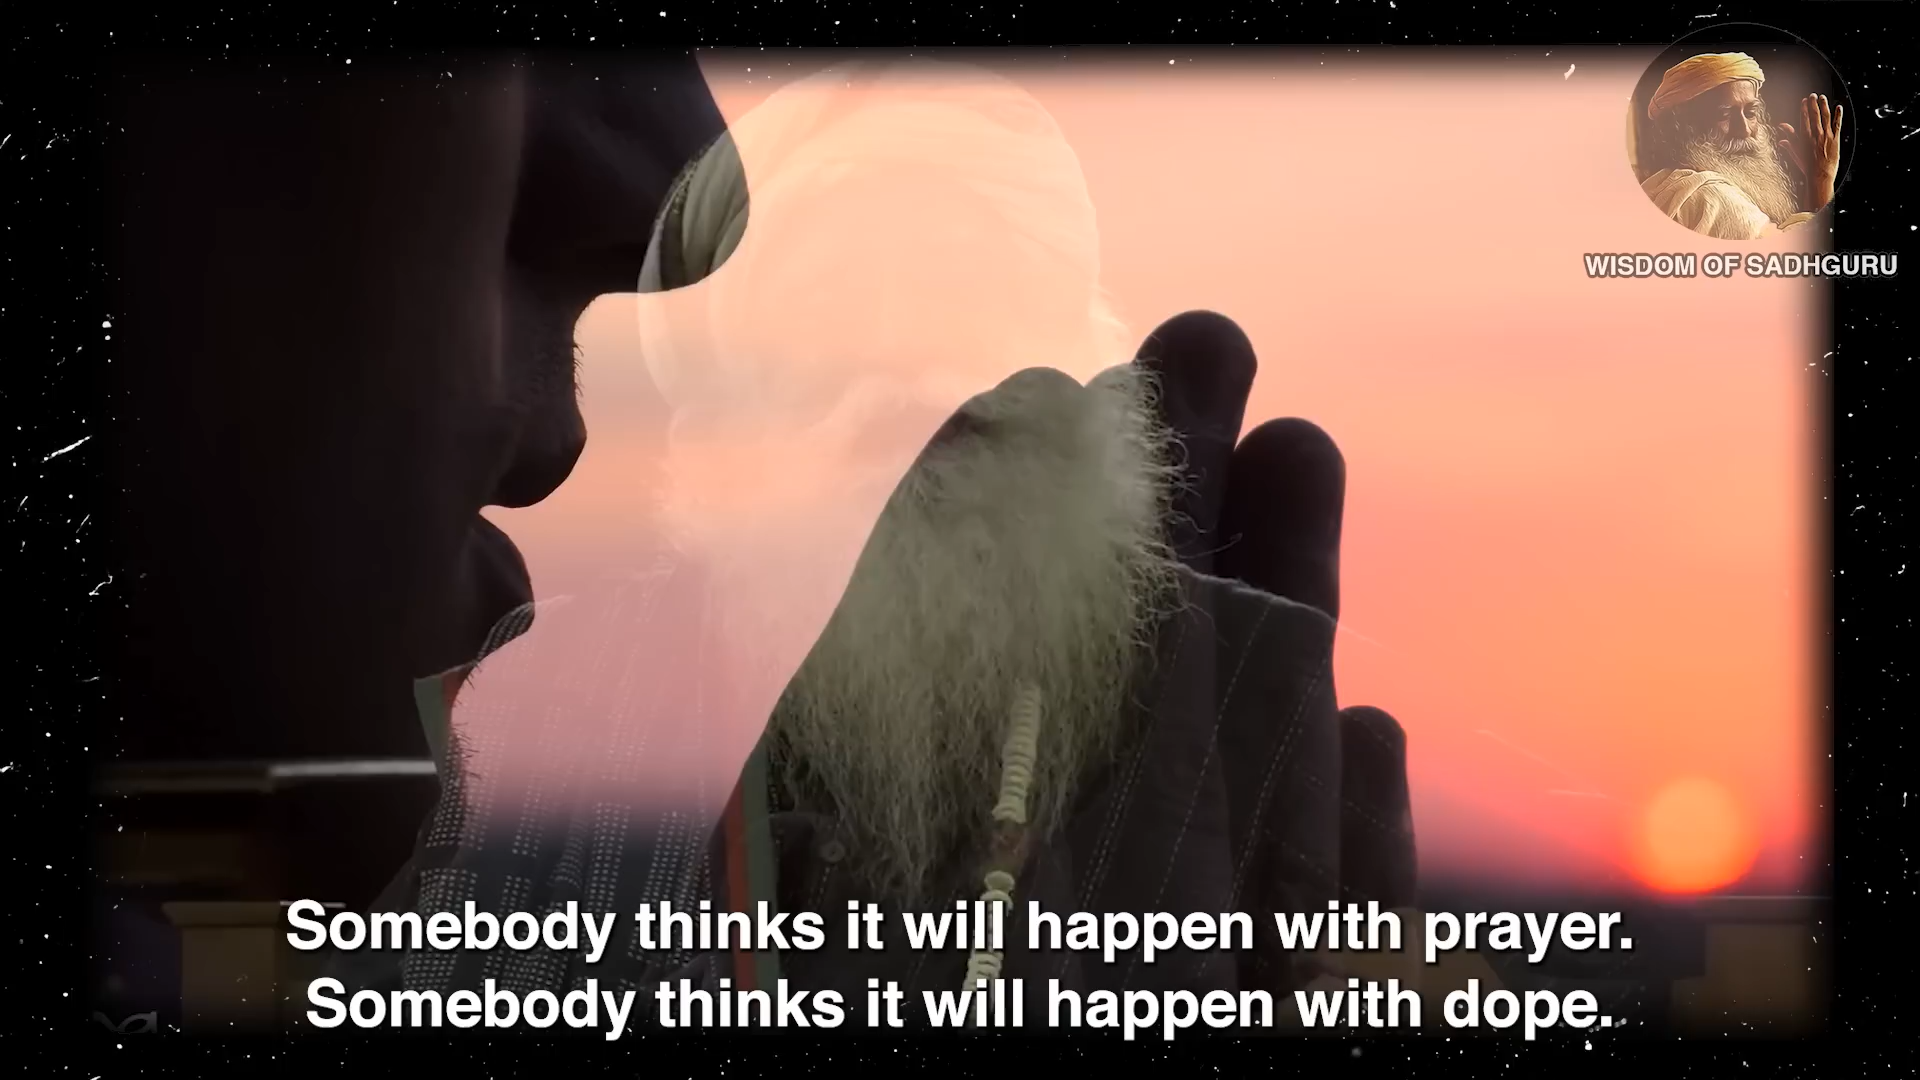 WISDOM OF SADHGURU
Somebody thinks it will happen with prayer.
Somebody thinks it will happen with dope.